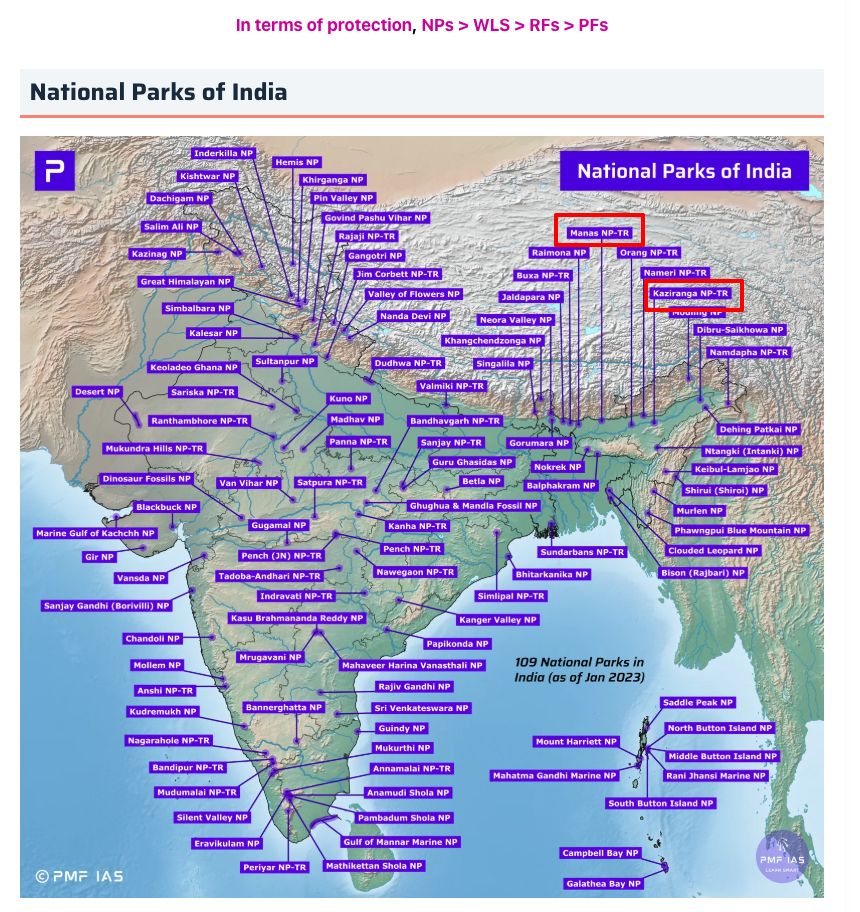 In terms of protection, NPs > WLS > RFs > PFs
National Parks of India
P
National Parks of India
Inderkilla NP
Hemis NP
Kishtwar NP
Khirganga NP
Dachigam NP
Pin Valley NP
Salim Ali NP
Govind Pashu Vihar NP
Kazinag NP
Rajaji NP-TR
Gangotri NP
Great Himalayan NP
Jim Corbett NP-TR
Simbalbara NP
Valley of Flowers NP
Kalesar NP
Nanda Devi NP
Manas NP-TR
Raimona NP
Orang NP-TR
Buxa NP-TR
Nameri NP-TR
Jaldapara NP
Kaziranga NP-TR
Neora Valley NP
Mouling NP
Khangchendzonga NP
Dibru-Saikhowa NP
Singalila NP
Namdapha NP-TR
Keoladeo Ghana NP
Sultanpur NP
Dudhwa NP-TR
Desert NP
Sariska NP-TR
Kuno NP
Valmiki NP-TR
Ranthambhore NP-TR
Madhav NP
Bandhavgarh NP-TR
Mukundra Hills NP-TR
Panna NP-TR
Sanjay NP-TR
Gorumara NP
Dehing Patkai NP
Guru Ghasidas NP
Nokrek NP
Ntangki (Intanki) NP
Dinosaur Fossils NP
Van Vihar NP
Satpura NP-TR
Betla NP
Balphakram NP
Keibul-Lamjao NP
Shirui (Shiroi) NP
Blackbuck NP
Ghughua & Mandla Fossil NP
Murlen NP
Marine Gulf of Kachchh NP
Gugamal NP
Kanha NP-TR
Phawngpui Blue Mountain NP
Gir NP
Pench (JN) NP-TR
Pench NP-TR
Sundarbans NP-TR
Clouded Leopard NP
Vansda NP
Tadoba-Andhari NP-TR
Nawegaon NP-TR
Bhitarkanika NP
Bison (Rajbari) NP
Sanjay Gandhi (Borivilli) NP
Indravati NP-TR
Simlipal NP-TR
Kasu Brahmananda Reddy NP
Kanger Valley NP
Chandoli NP
Papikonda NP
Mrugavani NP
Mahaveer Harina Vanasthali NP
109 National Parks in
India (as of Jan 2023)
Mollem NP
Anshi NP-TR
Rajiv Gandhi NP
Kudremukh NP
Bannerghatta NP
Sri Venkateswara NP
Saddle Peak NP
Guindy NP
North Button Island NP
Nagarahole NP-TR
Mukurthi NP
Mount Harriett NP
Middle Button Island NP
Bandipur NP-TR
Annamalai NP-TR
Mahatma Gandhi Marine NP
Rani Jhansi Marine NP
Mudumalai NP-TR
Anamudi Shola NP
South Button Island NP
Silent Valley NP
Pambadum Shola NP
Eravikulam NP
Gulf of Mannar Marine NP
Periyar NP-TR
Mathikettan Shola NP
Campbell Bay NP
Galathea Bay NP
© PMF IAS
PMF IAS
LEARN SMART